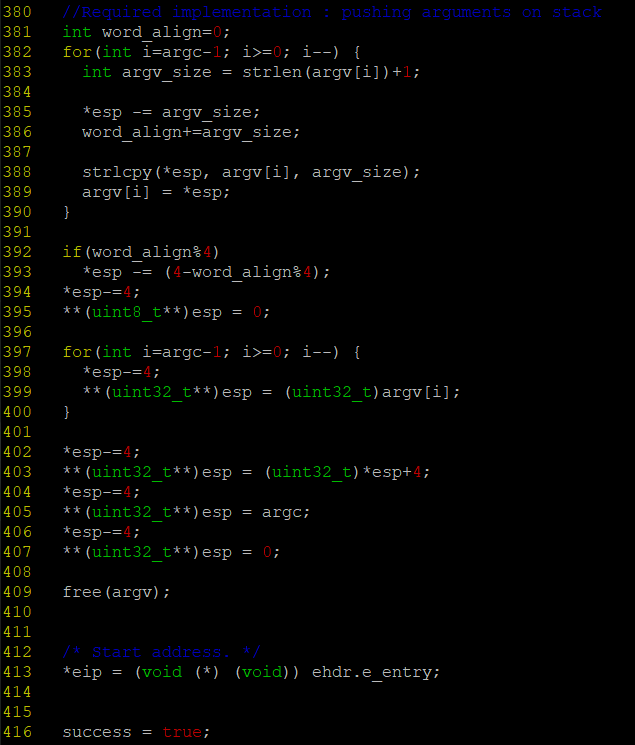 380 //Required implementation : pushing arguments on stack
381 int word_align=0;
382 for(int i=argc-1; i>=0; i--) {
383 int argv_size = strlen(argv[i])+1;
384
385 *esp -= argv_size;
386 word_align+=argv_size;
387
388 strlcpy(*esp, argv[i], argv_size);
389 argv[i] = *esp;
390 }
391
392 if(word_align%4)
393 *esp -= (4-word_align%4);
394 *esp-=4;
395 **(uint8_t**)esp = 0;
396
397 for(int i=argc-1; i>=0; i--) {
398 *esp-=4;
399 **(uint32_t**)esp = (uint32_t)argv[i];
400 }
401
402 *esp-=4;
403 **(uint32_t**)esp = (uint32_t)*esp+4;
404 *esp-=4;
405 **(uint32_t**)esp = argc;
406 *esp-=4;
407 **(uint32_t**)esp = 0;
408
409 free(argv);
410
411
412 /* Start address. */
413 *eip = (void (*) (void)) ehdr.e_entry;
414
415
416 success = true;